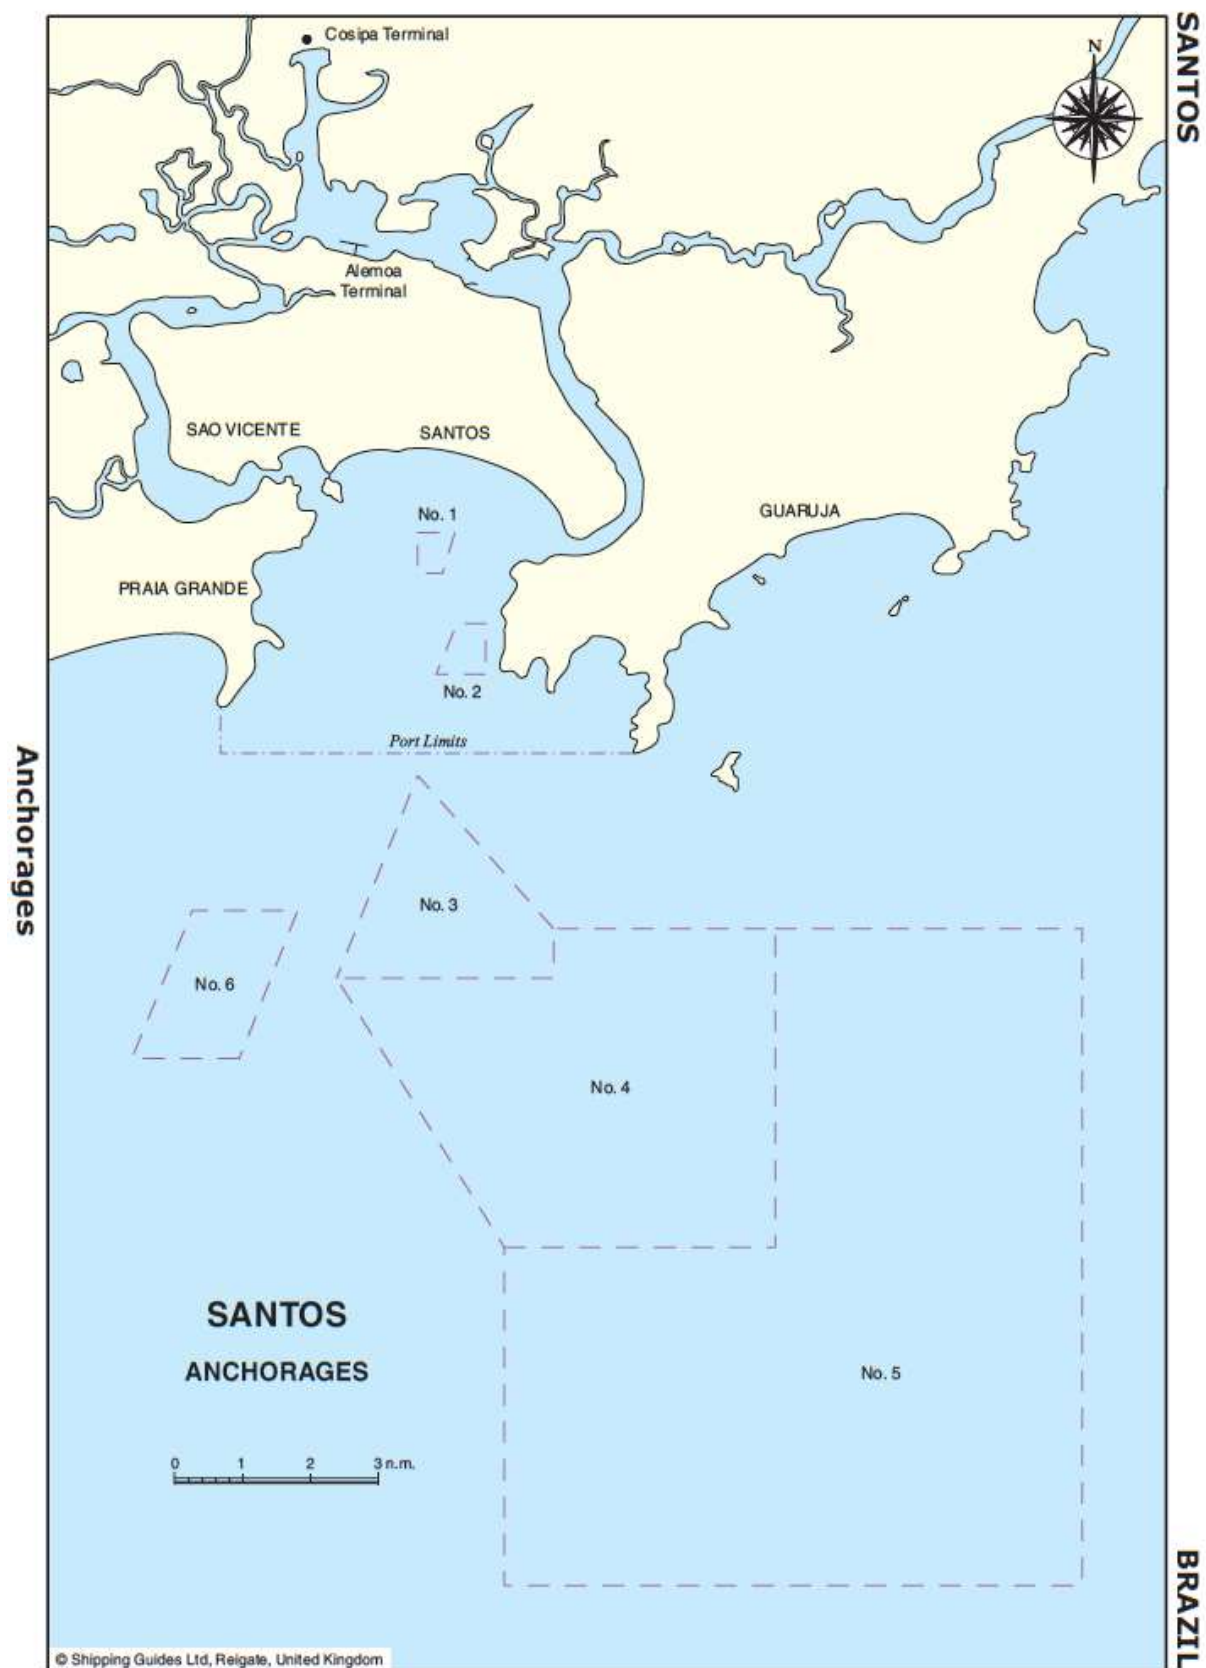 SANTOS
Cosipa Terminal
N
Alemoa
Terminal
SAO VICENTE
SANTOS
GUARUJA
No. 1
PRAIA GRANDE
No. 2
Port Limits
Anchorages
No. 3
No. 6
No. 4
SANTOS
ANCHORAGES
No. 5
0 1 2 3 n.m.
BRAZIL
© Shipping Guides Ltd, Reigate, United Kingdom